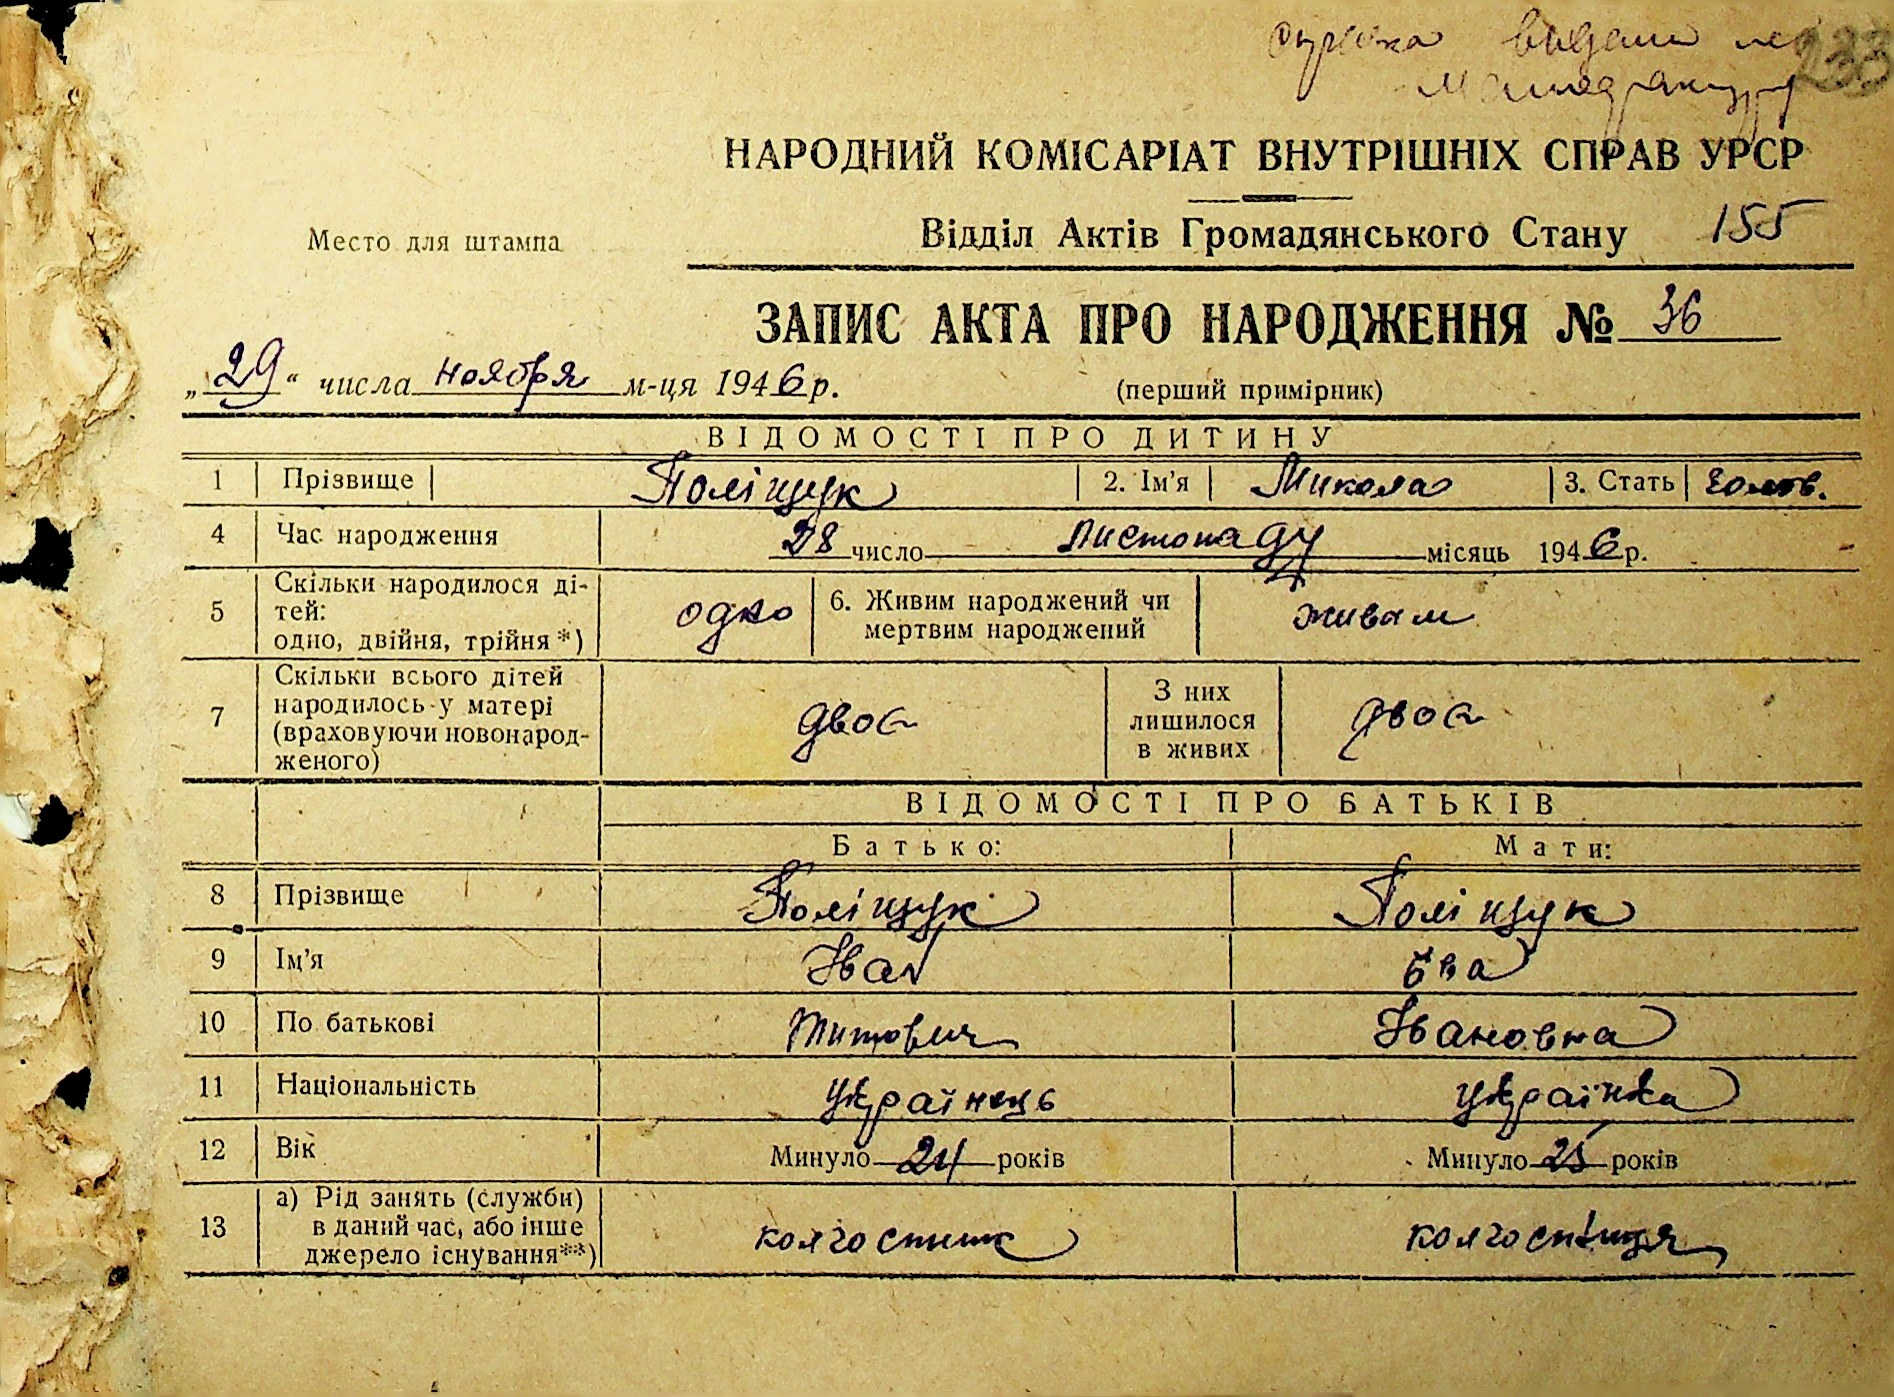 видана
233
НАРОДНИЙ КОМІСАРІАТ ВНУТРІШНІХ СПРАВ УРСР
Место для штампа
Відділ Актів Громадянського Стану 155
ЗАПИС АКТА ПРО НАРОДЖЕННЯ № 36
„29“ числа ноября м-ця 1946 р.
(перший примірник)
ВІДОМОСТІ ПРО ДИТИНУ
1 Прізвище Поліщук 2. Ім'я Микола 3. Стать
4 Час народження 28 число листопаду місяць 1946 р.
5 Скільки народилося ді-
тей:
одно, двійня, трійня *) одно
6. Живим народжений чи
мертвим народжений живим
7 Скільки всього дітей
народилось у матері
(враховуючи новонарод-
женого) двоє
З них
лишилося
в живих двоє
ВІДОМОСТІ ПРО БАТЬКІВ
Батько: Мати:
8 Прізвище Поліщук Поліщук
9 Ім'я Іван Єва
10 По батькові Титович Івановна
11 Національність українець українка
12 Вік Минуло 24 років Минуло 25 років
13 а) Рід занять (служби)
в даний час, або інше
джерело існування**) колгоспник колгоспниця